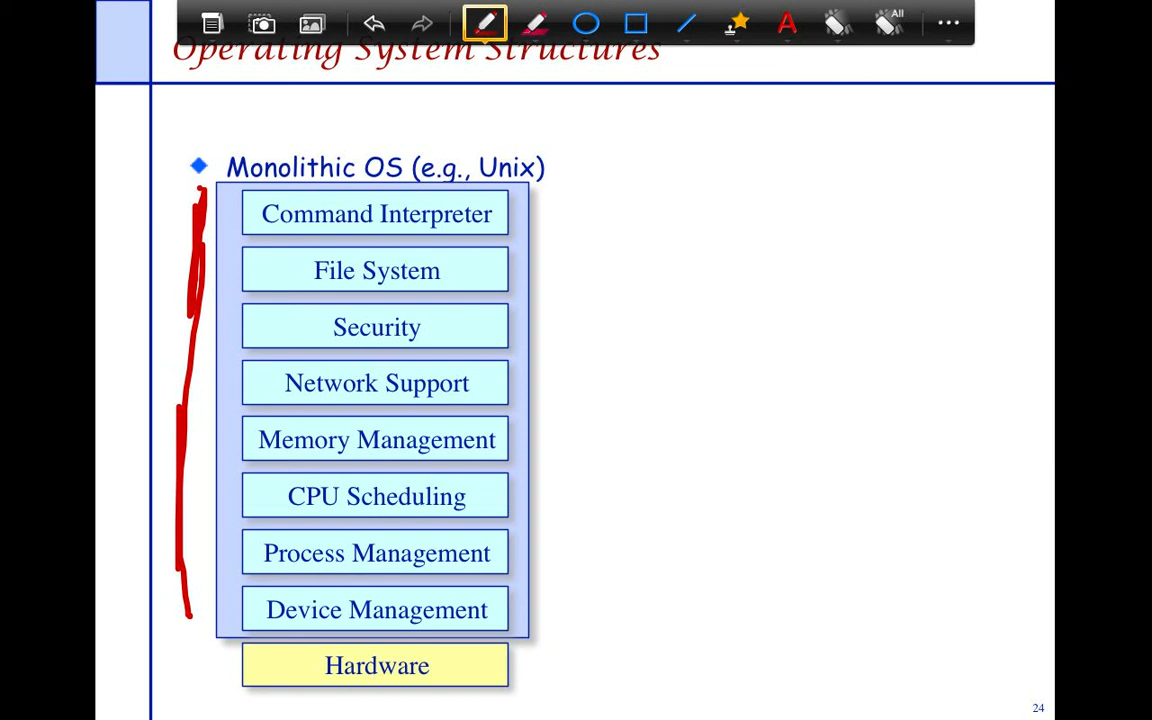 A
All
Operating System Structures
Monolithic OS (e.g., Unix)
Command Interpreter
File System
Security
Network Support
Memory Management
CPU Scheduling
Process Management
Device Management
Hardware
24